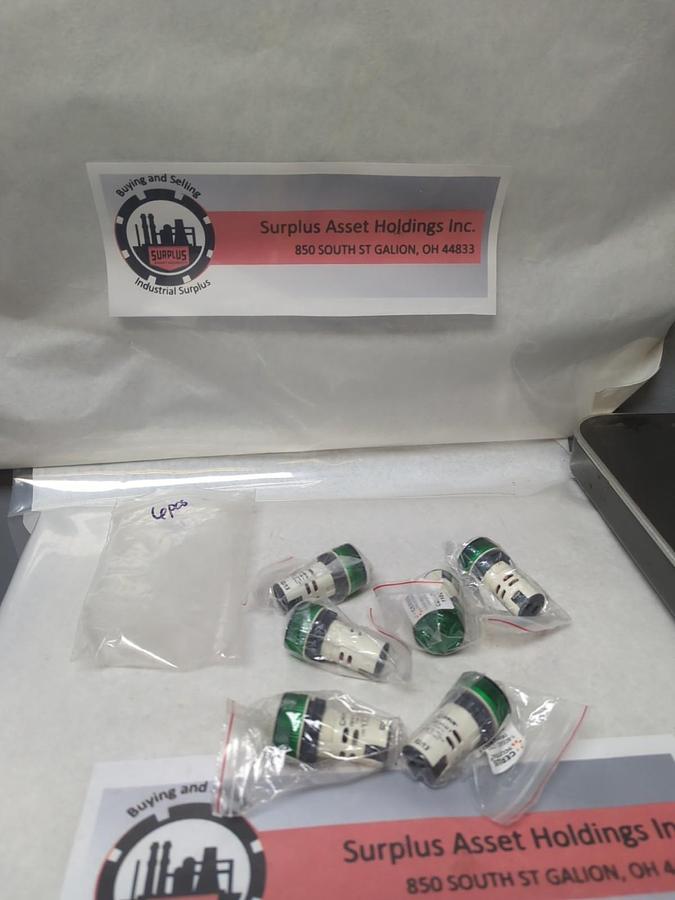 Buying and Selling
SURPLUS
Industrial Surplus
Surplus Asset Holdings Inc.
850 SOUTH ST GALION, OH 44833
6pcs
Buying and
Surplus Asset Holdings In
850 SOUTH ST GALION, OH 4